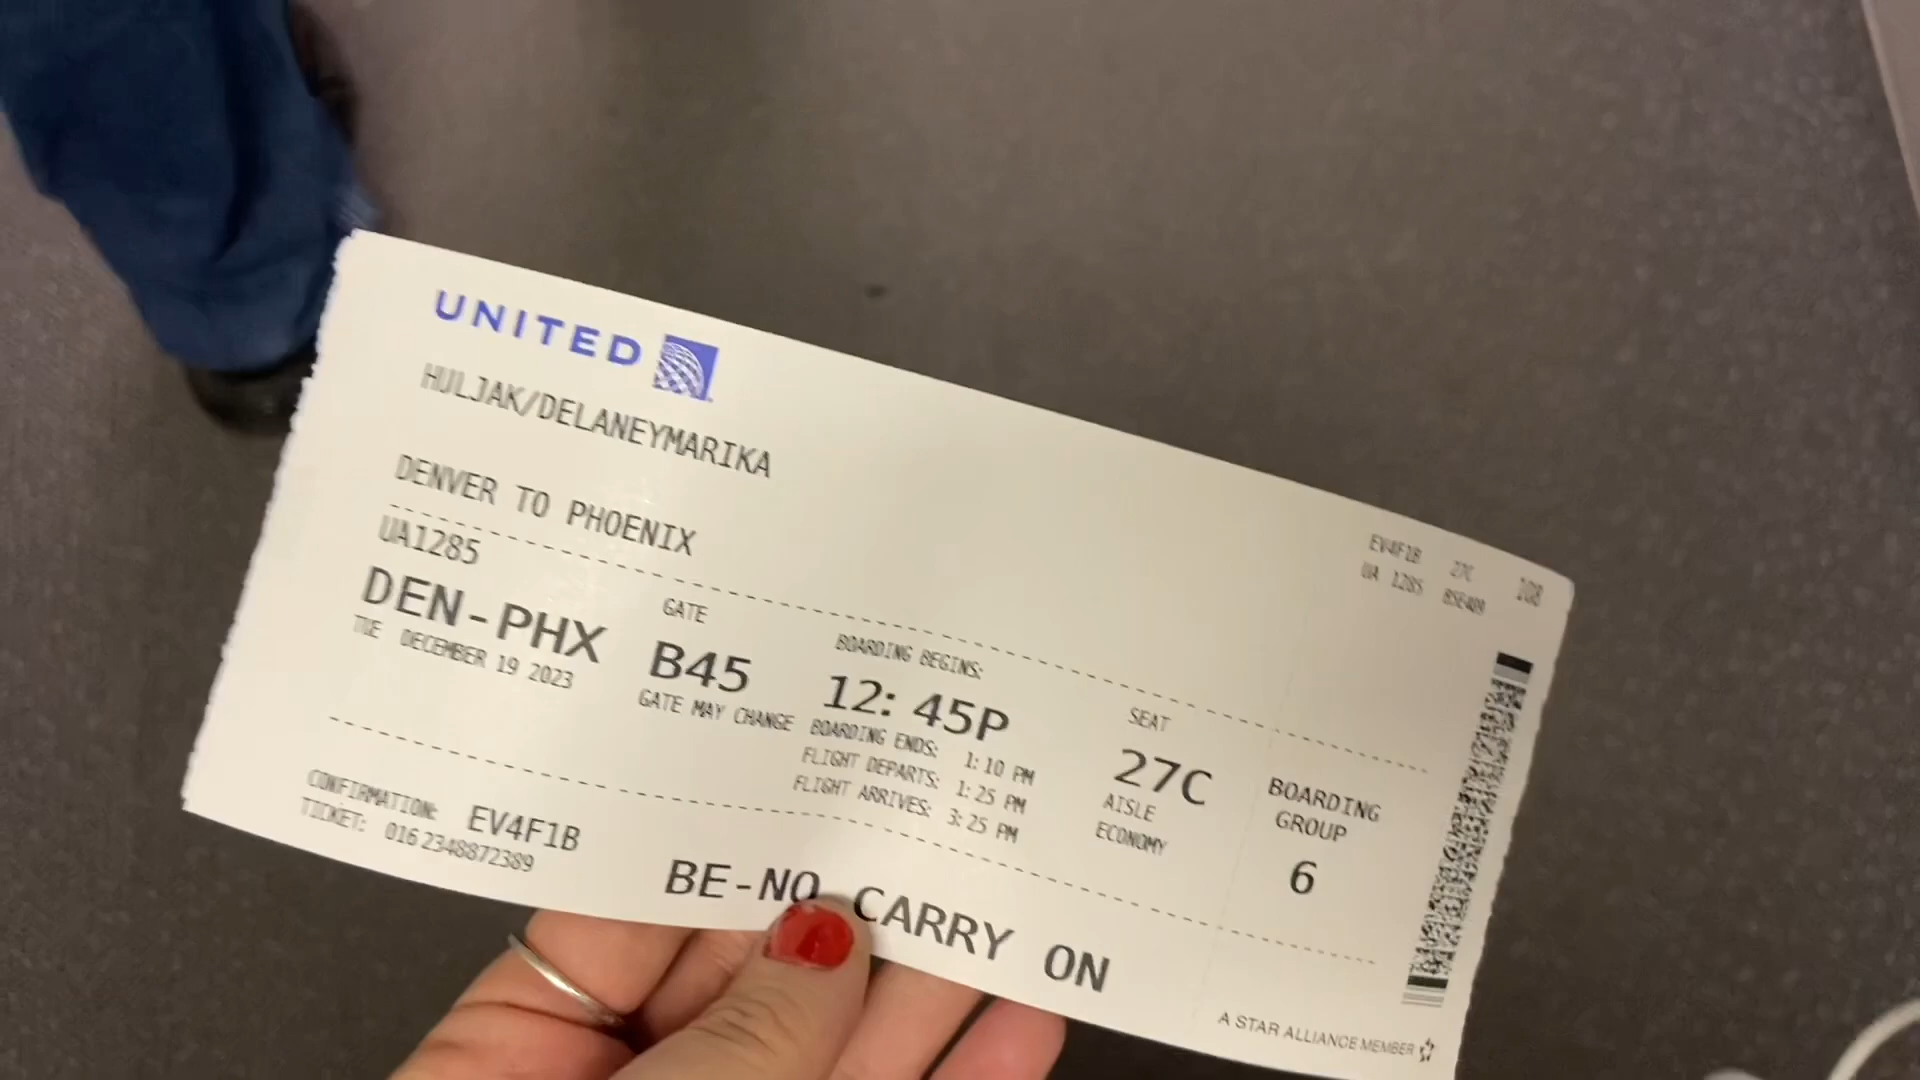 UNITED
HULJAK/DELANEYMARIKA
DENVER TO PHOENIX
UA1285
DEN-PHX
TUE DECEMBER 19 2023
GATE
B45
GATE MAY CHANGE
BOARDING BEGINS:
12:45P
BOARDING ENDS: 1:10 PM
FLIGHT DEPARTS: 1:25 PM
FLIGHT ARRIVES: 3:25 PM
SEAT
27C
AISLE
ECONOMY
BOARDING
GROUP
6
EV4F1B 27C
UA 1285
CONFIRMATION: EV4F1B
TICKET: 016 2348872389
BE-NO CARRY ON
A STAR ALLIANCE MEMBER